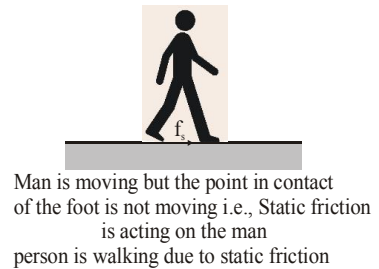 fs
Man is moving but the point in contact
of the foot is not moving i.e., Static friction
is acting on the man
person is walking due to static friction